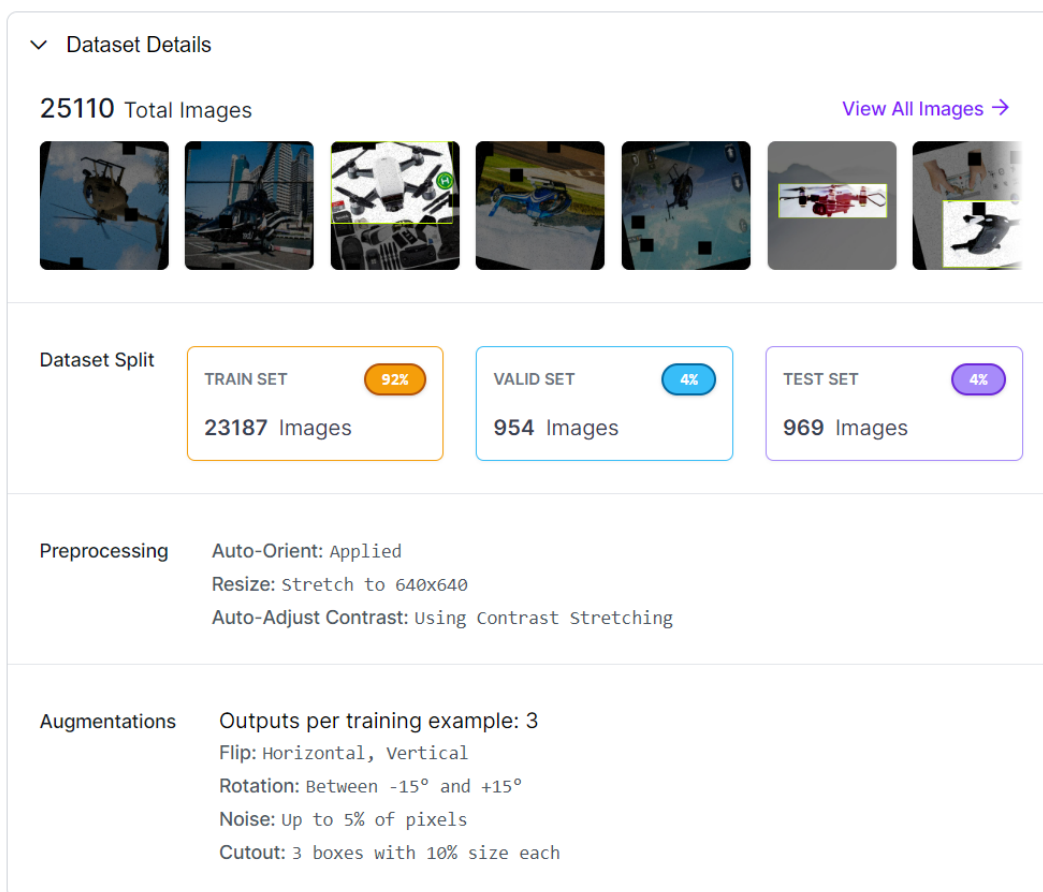 Dataset Details
25110 Total Images
View All Images →
Dataset Split
TRAIN SET 92%
23187 Images
VALID SET 4%
954 Images
TEST SET 4%
969 Images
Preprocessing
Auto-Orient: Applied
Resize: Stretch to 640x640
Auto-Adjust Contrast: Using Contrast Stretching
Augmentations
Outputs per training example: 3
Flip: Horizontal, Vertical
Rotation: Between -15° and +15°
Noise: Up to 5% of pixels
Cutout: 3 boxes with 10% size each